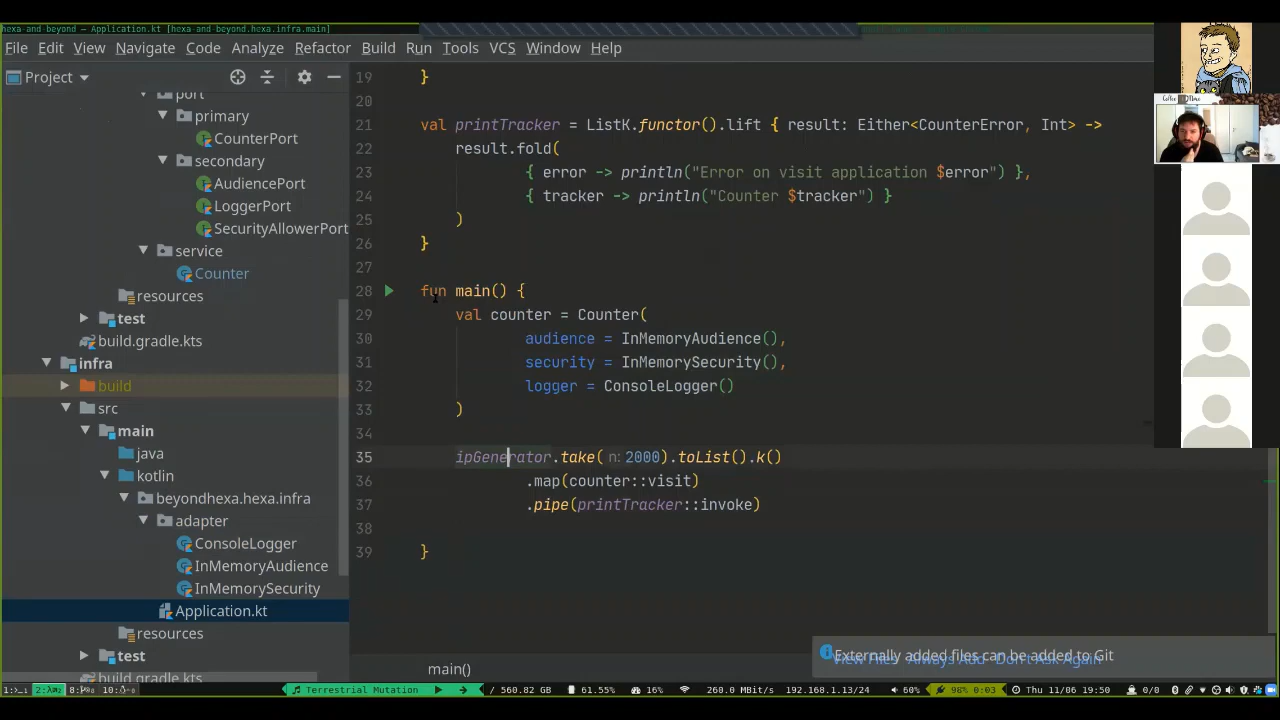 hexa-and-beyond – Application.kt [hexa-and-beyond.hexa.infra.main]
File Edit View Navigate Code Analyze Refactor Build Run Tools VCS Window Help
Project
port
primary
CounterPort
secondary
AudiencePort
LoggerPort
SecurityAllowerPort
service
Counter
resources
test
build.gradle.kts
infra
build
src
main
java
kotlin
beyondhexa.hexa.infra
adapter
ConsoleLogger
InMemoryAudience
InMemorySecurity
Application.kt
resources
test
build.gradle.kts
19 }
20
21 val printTracker = ListK.functor().lift { result: Either<CounterError, Int> ->
22 result.fold(
23 { error -> println("Error on visit application $error") },
24 { tracker -> println("Counter $tracker") }
25 )
26 }
27
28 fun main() {
29 val counter = Counter(
30 audience = InMemoryAudience(),
31 security = InMemorySecurity(),
32 logger = ConsoleLogger()
33 )
34
35 ipGenerator.take( n: 2000).toList().k()
36 .map(counter::visit)
37 .pipe(printTracker::invoke)
38
39 }
main()
Externally added files can be added to Git
View Files Always Add Don't Ask Again
Terrestrial Mutation / 560.82 GB 61.55% 16% 260.0 MBit/s 192.168.1.13/24 60% 98% 0:03 Thu 11/06 19:50 0/0